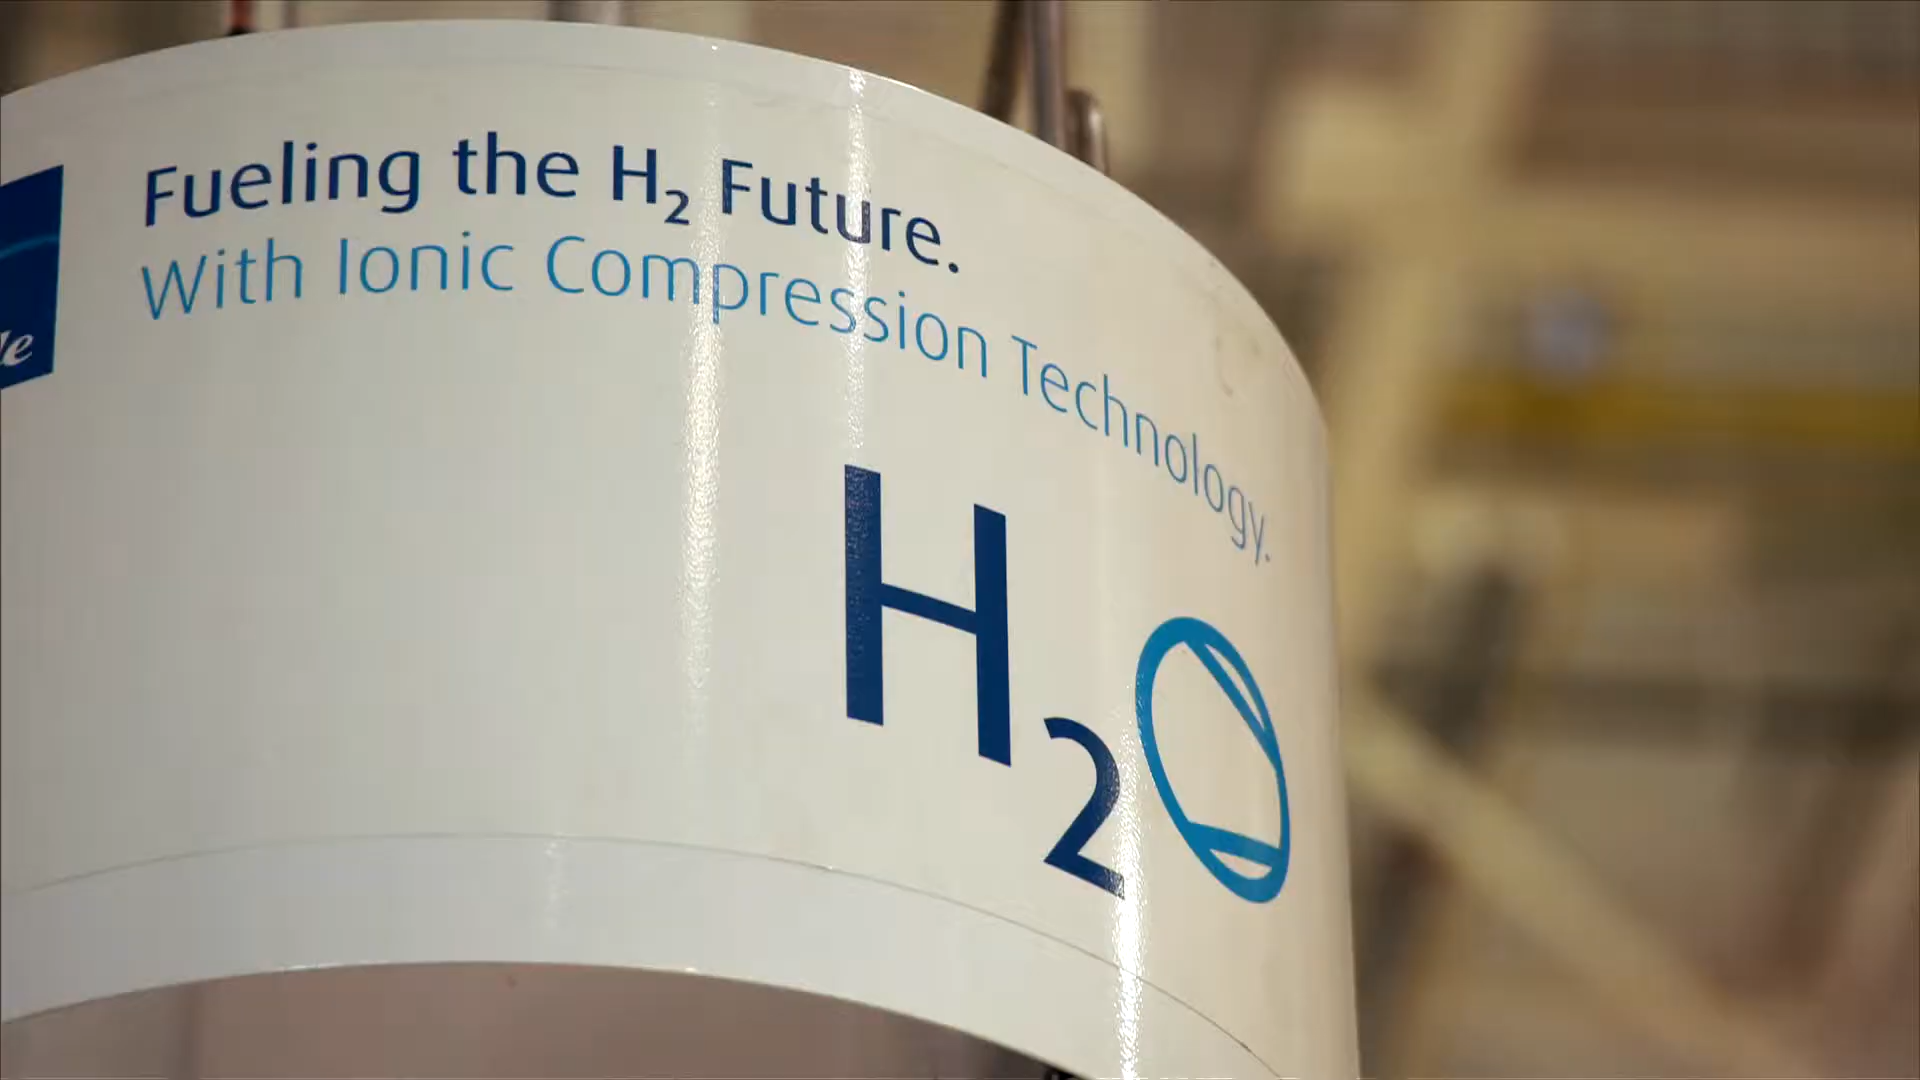 Fueling the H₂ Future.
With Ionic Compression Technology.
H₂